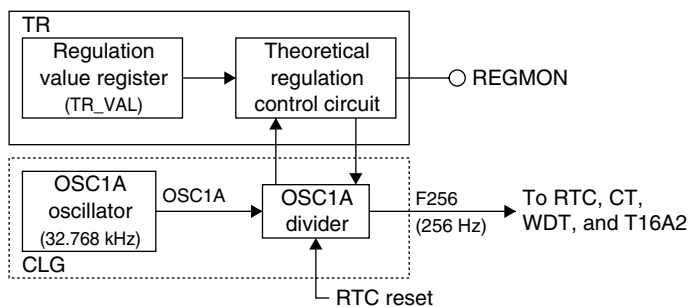 TR
Regulation
value register
(TR_VAL)
Theoretical
regulation
control circuit
REGMON
OSC1A
oscillator
(32.768 kHz)
OSC1A
OSC1A
divider
F256
(256 Hz)
To RTC, CT,
WDT, and T16A2
CLG
RTC reset